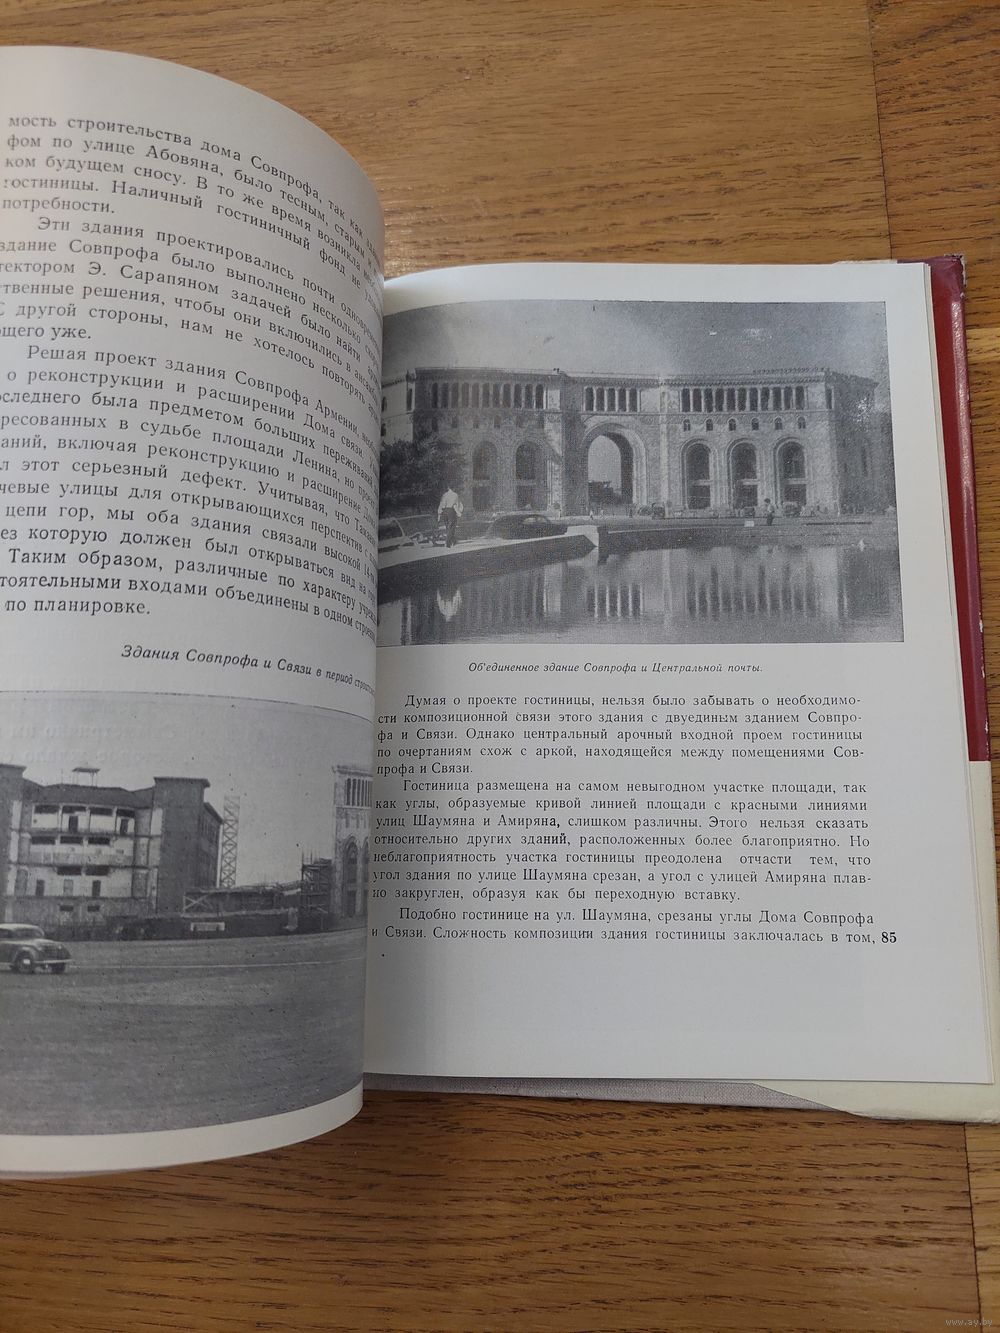 мость строительства дома Совпрофа, так как
фом по улице Абовяна, было тесным, старым и
ком будущем сносу. В то же время возникла
гостиницы. Наличный гостиничный фонд не
потребности.
Эти здания проектировались почти
здание Совпрофа было выполнено несколько
тектором Э. Сарапяном задачей было найти
ственные решения, чтобы они включились в
С другой стороны, нам не хотелось повторять
ющего уже.
Решая проект здания Совпрофа Армении,
о реконструкции и расширении Дома связи.
оследнего была предметом больших переживаний
ресованных в судьбе площади Ленина, но
аний, включая реконструкцию и расширение
л этот серьезный дефект. Учитывая, что
чевые улицы для открывающихся перспектив с
цепи гор, мы оба здания связали высокой
ез которую должен был открываться вид на
Таким образом, различные по характеру
стоятельными входами объединены в одном
по планировке.
Здания Совпрофа и Связи в период
Об'единенное здание Совпрофа и Центральной почты.
Думая о проекте гостиницы, нельзя было забывать о необходимо-
сти композиционной связи этого здания с двуединым зданием Совпро-
фа и Связи. Однако центральный арочный входной проем гостиницы
по очертаниям схож с аркой, находящейся между помещениями Сов-
профа и Связи.
Гостиница размещена на самом невыгодном участке площади, так
как углы, образуемые кривой линией площади с красными линиями
улиц Шаумяна и Амиряна, слишком различны. Этого нельзя сказать
относительно других зданий, расположенных более благоприятно. Но
неблагоприятность участка гостиницы преодолена отчасти тем, что
угол здания по улице Шаумяна срезан, а угол с улицей Амиряна плав-
но закруглен, образуя как бы переходную вставку.
Подобно гостинице на ул. Шаумяна, срезаны углы Дома Совпрофа
и Связи. Сложность композиции здания гостиницы заключалась в том, 85
www.ay.by